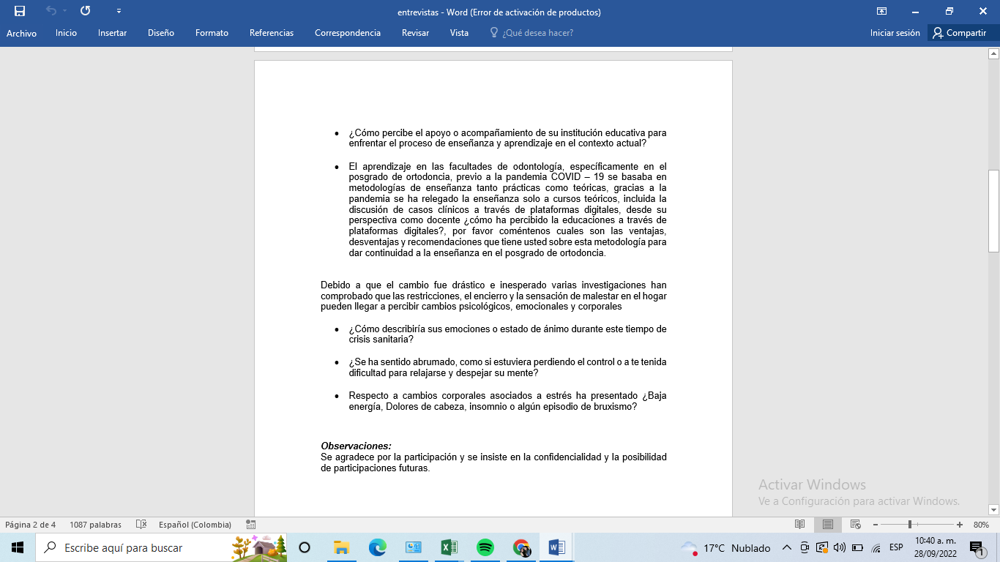 entrevistas - Word (Error de activación de productos)
Archivo Inicio Insertar Diseño Formato Referencias Correspondencia Revisar Vista ¿Qué desea hacer? Iniciar sesión Compartir
• ¿Cómo percibe el apoyo o acompañamiento de su institución educativa para
enfrentar el proceso de enseñanza y aprendizaje en el contexto actual?
• El aprendizaje en las facultades de odontología, específicamente en el
posgrado de ortodoncia, previo a la pandemia COVID – 19 se basaba en
metodologías de enseñanza tanto prácticas como teóricas, gracias a la
pandemia se ha relegado la enseñanza solo a cursos teóricos, incluida la
discusión de casos clínicos a través de plataformas digitales, desde su
perspectiva como docente ¿cómo ha percibido la educaciones a través de
plataformas digitales?, por favor coméntenos cuales son las ventajas,
desventajas y recomendaciones que tiene usted sobre esta metodología para
dar continuidad a la enseñanza en el posgrado de ortodoncia.
Debido a que el cambio fue drástico e inesperado varias investigaciones han
comprobado que las restricciones, el encierro y la sensación de malestar en el hogar
pueden llegar a percibir cambios psicológicos, emocionales y corporales
• ¿Cómo describiría sus emociones o estado de ánimo durante este tiempo de
crisis sanitaria?
• ¿Se ha sentido abrumado, como si estuviera perdiendo el control o a te tenida
dificultad para relajarse y despejar su mente?
• Respecto a cambios corporales asociados a estrés ha presentado ¿Baja
energía, Dolores de cabeza, insomnio o algún episodio de bruxismo?
Observaciones:
Se agradece por la participación y se insiste en la confidencialidad y la posibilidad
de participaciones futuras.
Activar Windows
Ve a Configuración para activar Windows.
Página 2 de 4 1087 palabras Español (Colombia) 80%
Escribe aquí para buscar 17°C Nublado ESP 10:40 a. m.
28/09/2022 1